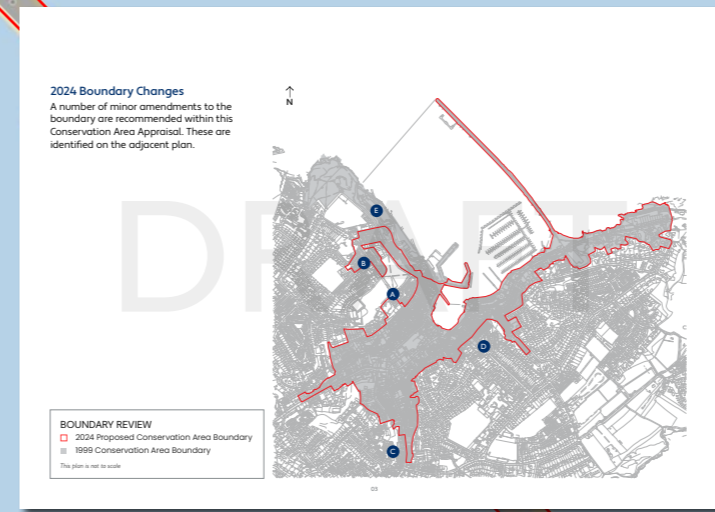 2024 Boundary Changes
A number of minor amendments to the
boundary are recommended within this
Conservation Area Appraisal. These are
identified on the adjacent plan.
N
DRAFT
E
B
A
D
C
BOUNDARY REVIEW
2024 Proposed Conservation Area Boundary
1999 Conservation Area Boundary
This plan is not to scale
03